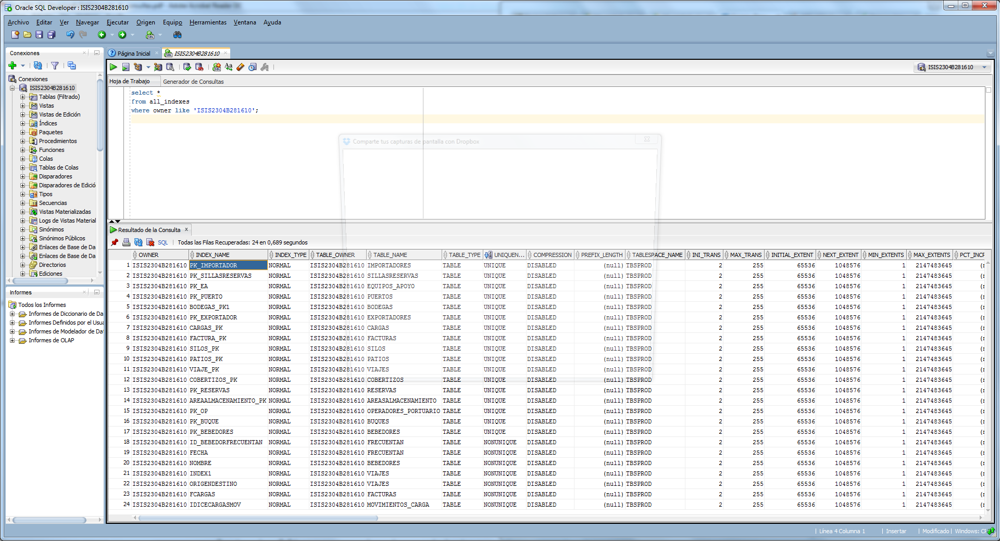 Oracle SQL Developer : ISIS2304B281610
Archivo Editar Ver Navegar Ejecutar Origen Equipo Herramientas Ventana Ayuda
Conexiones
Conexiones
ISIS2304B281610
Tablas (Filtrado)
Vistas
Vistas de Edición
Índices
Paquetes
Procedimientos
Funciones
Colas
Tablas de Colas
Disparadores
Disparadores de Edició
Tipos
Secuencias
Vistas Materializadas
Logs de Vistas Material
Sinónimos
Sinónimos Públicos
Enlaces de Base de Da
Enlaces de Base de Da
Directorios
Ediciones
Informes
Todos los Informes
Informes de Diccionario de Da
Informes Definidos por el Usua
Informes de Modelador de Da
Informes de OLAP
Página Inicial ISIS2304B281610
ISIS2304B281610
Hoja de Trabajo Generador de Consultas
select *
from all_indexes
where owner like 'ISIS2304B281610';
Comparte tus capturas de pantalla con Dropbox
Resultado de la Consulta
SQL | Todas las Filas Recuperadas: 24 en 0,689 segundos
OWNER INDEX_NAME INDEX_TYPE TABLE_OWNER TABLE_NAME TABLE_TYPE UNIQUEN... COMPRESSION PREFIX_LENGTH TABLESPACE_NAME INI_TRANS MAX_TRANS INITIAL_EXTENT NEXT_EXTENT MIN_EXTENTS MAX_EXTENTS PCT_INCR
1 ISIS2304B281610 PK_IMPORTADOR NORMAL ISIS2304B281610 IMPORTADORES TABLE UNIQUE DISABLED (null) TBSPROD 2 255 65536 1048576 1 2147483645
2 ISIS2304B281610 PK_SILLASRESERVAS NORMAL ISIS2304B281610 SILLASRESERVAS TABLE UNIQUE DISABLED (null) TBSPROD 2 255 65536 1048576 1 2147483645
3 ISIS2304B281610 PK_EA NORMAL ISIS2304B281610 EQUIPOS_APOYO TABLE UNIQUE DISABLED (null) TBSPROD 2 255 65536 1048576 1 2147483645
4 ISIS2304B281610 PK_PUERTO NORMAL ISIS2304B281610 PUERTOS TABLE UNIQUE DISABLED (null) TBSPROD 2 255 65536 1048576 1 2147483645
5 ISIS2304B281610 BODEGAS_PK1 NORMAL ISIS2304B281610 BODEGAS TABLE UNIQUE DISABLED (null) TBSPROD 2 255 65536 1048576 1 2147483645
6 ISIS2304B281610 PK_EXPORTADOR NORMAL ISIS2304B281610 EXPORTADORES TABLE UNIQUE DISABLED (null) TBSPROD 2 255 65536 1048576 1 2147483645
7 ISIS2304B281610 CARGAS_PK NORMAL ISIS2304B281610 CARGAS TABLE UNIQUE DISABLED (null) TBSPROD 2 255 65536 1048576 1 2147483645
8 ISIS2304B281610 FACTURA_PK NORMAL ISIS2304B281610 FACTURAS TABLE UNIQUE DISABLED (null) TBSPROD 2 255 65536 1048576 1 2147483645
9 ISIS2304B281610 SILOS_PK NORMAL ISIS2304B281610 SILOS TABLE UNIQUE DISABLED (null) TBSPROD 2 255 65536 1048576 1 2147483645
10 ISIS2304B281610 PATIOS_PK NORMAL ISIS2304B281610 PATIOS TABLE UNIQUE DISABLED (null) TBSPROD 2 255 65536 1048576 1 2147483645
11 ISIS2304B281610 VIAJE_PK NORMAL ISIS2304B281610 VIAJES TABLE UNIQUE DISABLED (null) TBSPROD 2 255 65536 1048576 1 2147483645
12 ISIS2304B281610 COBERTIZOS_PK NORMAL ISIS2304B281610 COBERTIZOS TABLE UNIQUE DISABLED (null) TBSPROD 2 255 65536 1048576 1 2147483645
13 ISIS2304B281610 PK_RESERVAS NORMAL ISIS2304B281610 RESERVAS TABLE UNIQUE DISABLED (null) TBSPROD 2 255 65536 1048576 1 2147483645
14 ISIS2304B281610 AREAALMACENAMIENTO_PK NORMAL ISIS2304B281610 AREASALMACENAMIENTO TABLE UNIQUE DISABLED (null) TBSPROD 2 255 65536 1048576 1 2147483645
15 ISIS2304B281610 PK_OP NORMAL ISIS2304B281610 OPERADORES_PORTUARIO TABLE UNIQUE DISABLED (null) TBSPROD 2 255 65536 1048576 1 2147483645
16 ISIS2304B281610 PK_BUQUE NORMAL ISIS2304B281610 BUQUES TABLE UNIQUE DISABLED (null) TBSPROD 2 255 65536 1048576 1 2147483645
17 ISIS2304B281610 PK_BEBEDORES NORMAL ISIS2304B281610 BEBEDORES TABLE UNIQUE DISABLED (null) TBSPROD 2 255 65536 1048576 1 2147483645
18 ISIS2304B281610 ID_BEBEDORFRECUENTAN NORMAL ISIS2304B281610 FRECUENTAN TABLE NONUNIQUE DISABLED (null) TBSPROD 2 255 65536 1048576 1 2147483645
19 ISIS2304B281610 FECHA NORMAL ISIS2304B281610 FRECUENTAN TABLE NONUNIQUE DISABLED (null) TBSPROD 2 255 65536 1048576 1 2147483645
20 ISIS2304B281610 NOMBRE NORMAL ISIS2304B281610 BEBEDORES TABLE NONUNIQUE DISABLED (null) TBSPROD 2 255 65536 1048576 1 2147483645
21 ISIS2304B281610 INDEX1 NORMAL ISIS2304B281610 VIAJES TABLE NONUNIQUE DISABLED (null) TBSPROD 2 255 65536 1048576 1 2147483645
22 ISIS2304B281610 ORIGENDESTINO NORMAL ISIS2304B281610 VIAJES TABLE NONUNIQUE DISABLED (null) TBSPROD 2 255 65536 1048576 1 2147483645
23 ISIS2304B281610 FCARGAS NORMAL ISIS2304B281610 FACTURAS TABLE NONUNIQUE DISABLED (null) TBSPROD 2 255 65536 1048576 1 2147483645
24 ISIS2304B281610 IDICECARGASMOV NORMAL ISIS2304B281610 MOVIMIENTOS_CARGA TABLE NONUNIQUE DISABLED (null) TBSPROD 2 255 65536 1048576 1 2147483645
| Línea 4 Columna 1 | Insertar | Modificado | Windows: CF